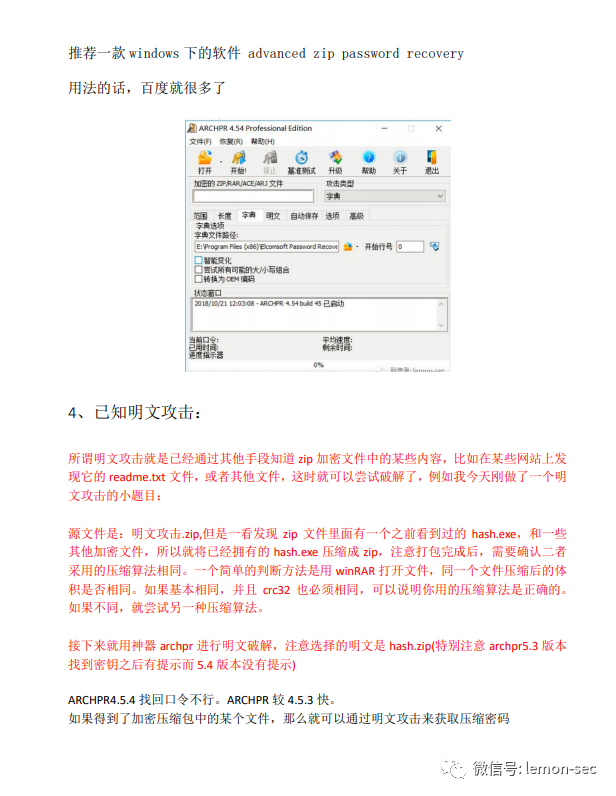 推荐一款 windows 下的软件 advanced zip password recovery
用法的话，百度就很多了
ARCHPR 4.54 Professional Edition
文件(F) 恢复(R) 帮助(H)
打开 开始! 停止 基准测试 升级 帮助 关于 退出
加密的 ZIP/RAR/ACE/ARJ 文件 攻击类型
字典
范围 长度 字典 明文 自动保存 选项 高级
字典选项
字典文件路径:
E:\Program Files (x86)\Elcomsoft Password Recove 开始行号 0
智能变化
尝试所有可能的大/小写组合
转换为 OEM 编码
状态窗口
2018/10/21 12:03:08 - ARCHPR 4.54 build 45 已启动
当前口令: 平均速度:
已用时间: 剩余时间:
进度指示器
0%
微信号: lemon-sec
4、已知明文攻击：
所谓明文攻击就是已经通过其他手段知道 zip 加密文件中的某些内容，比如在某些网站上发
现它的 readme.txt 文件，或者其他文件，这时就可以尝试破解了，例如我今天刚做了一个明
文攻击的小题目：
源文件是：明文攻击.zip,但是一看发现 zip 文件里面有一个之前看到过的 hash.exe，和一些
其他加密文件，所以就将已经拥有的 hash.exe 压缩成 zip，注意打包完成后，需要确认二者
采用的压缩算法相同。一个简单的判断方法是用 winRAR 打开文件，同一个文件压缩后的体
积是否相同。如果基本相同，并且 crc32 也必须相同，可以说明你用的压缩算法是正确的。
如果不同，就尝试另一种压缩算法。
接下来就用神器 archpr 进行明文破解，注意选择的明文是 hash.zip(特别注意 archpr5.3 版本
找到密钥之后有提示而 5.4 版本没有提示)
ARCHPR4.5.4 找回口令不行。ARCHPR 较 4.5.3 快。
如果得到了加密压缩包中的某个文件，那么就可以通过明文攻击来获取压缩密码
微信号: lemon-sec